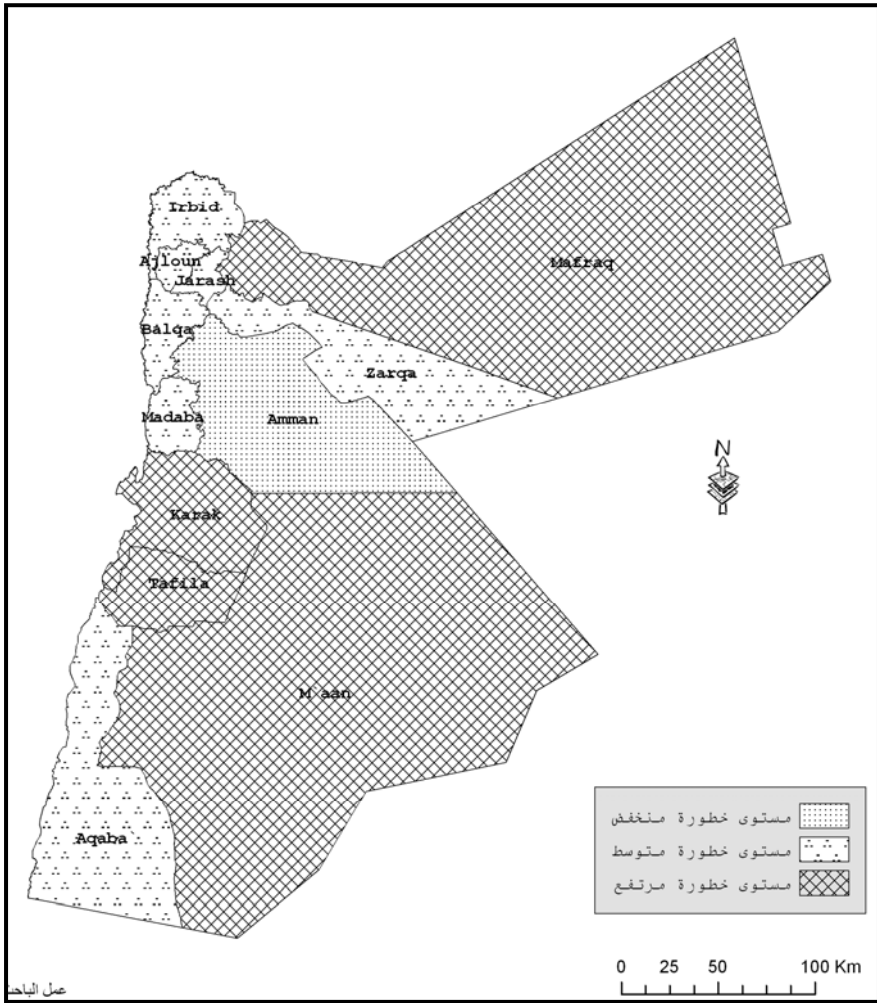 Irbid
Ajloun
Jarash
Mafraq
Balqa
Zarqa
Madaba
Amman
N
Karak
Tafila
M`aan
Aqaba
مستوى خطورة منخفض
مستوى خطورة متوسط
مستوى خطورة مرتفع
0 25 50 100 Km
عمل الباحث